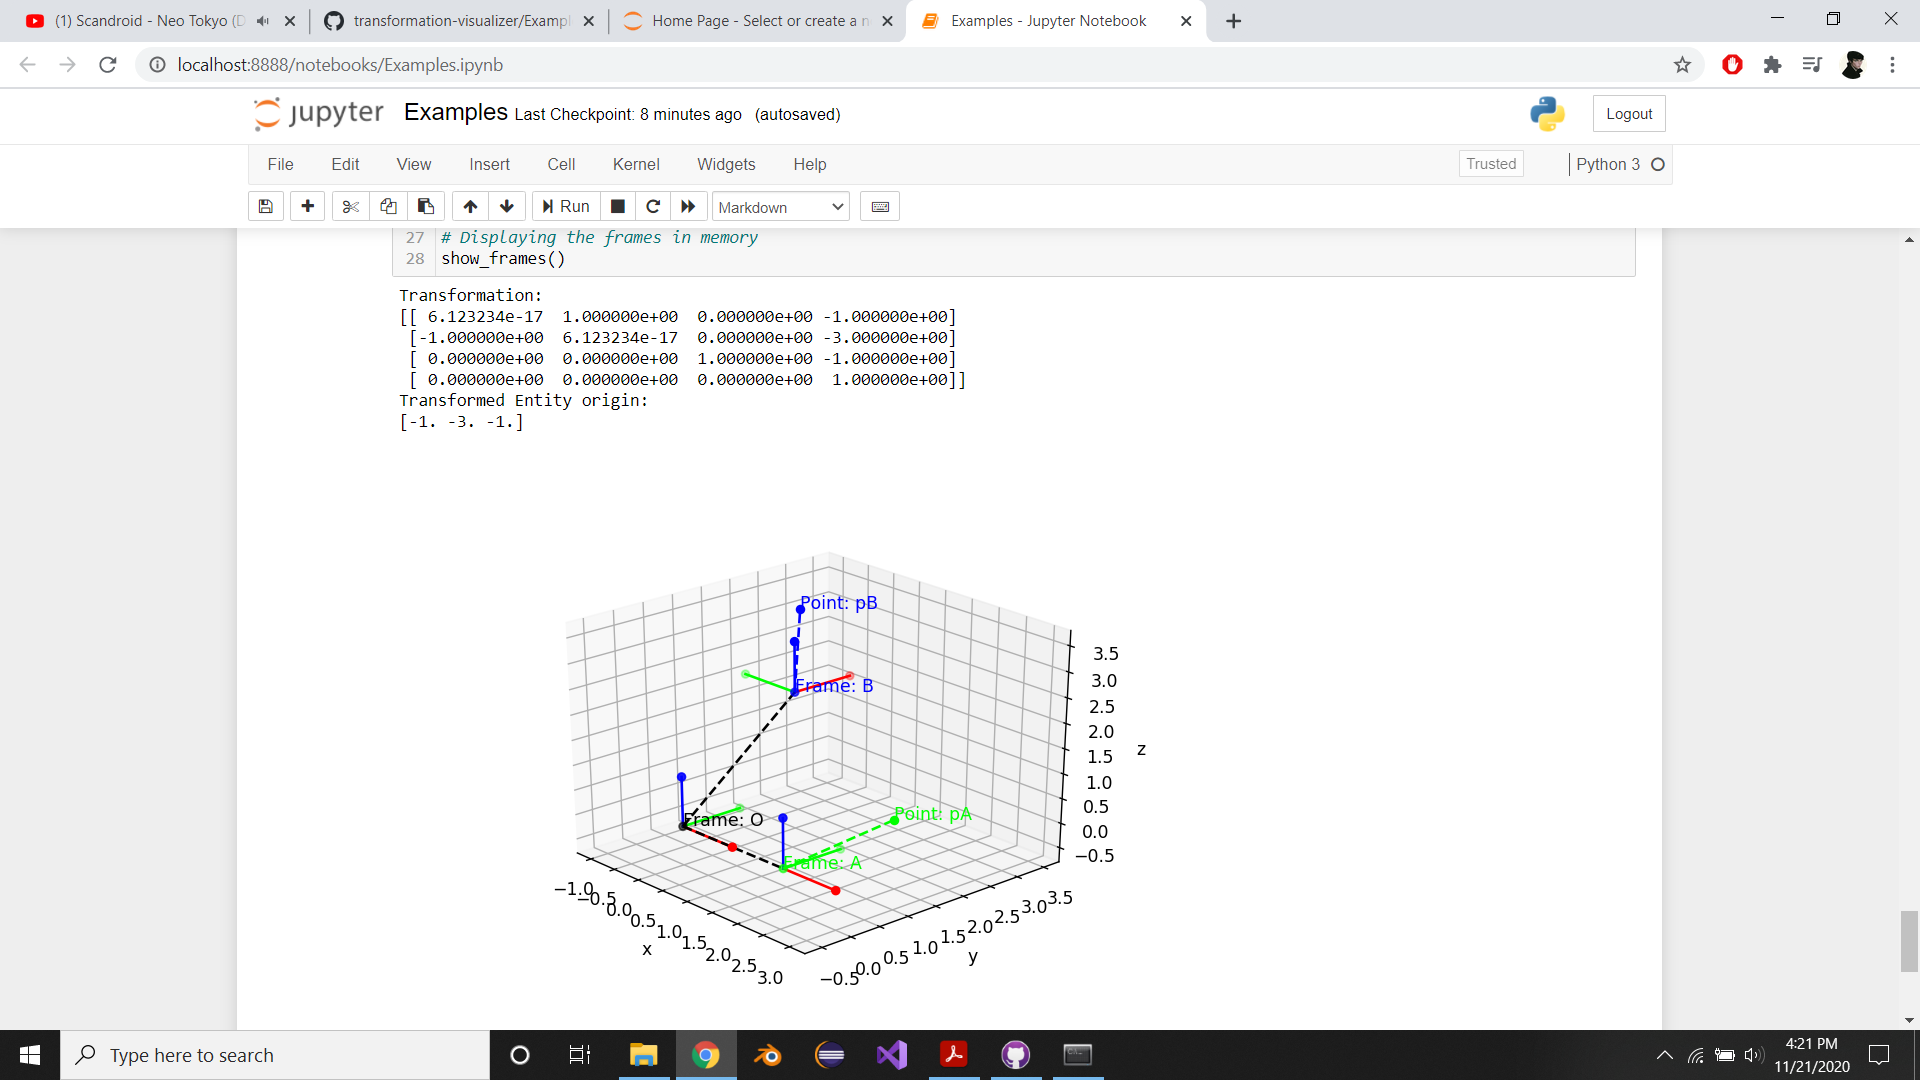 (1) Scandroid - Neo Tokyo (D
transformation-visualizer/Exampl
Home Page - Select or create a n
Examples - Jupyter Notebook
localhost:8888/notebooks/Examples.ipynb
jupyter Examples Last Checkpoint: 8 minutes ago (autosaved)
Logout
File Edit View Insert Cell Kernel Widgets Help
Trusted
Python 3
Run
Markdown
27 # Displaying the frames in memory
28 show_frames()
Transformation:
[[ 6.123234e-17 1.000000e+00 0.000000e+00 -1.000000e+00]
[-1.000000e+00 6.123234e-17 0.000000e+00 -3.000000e+00]
[ 0.000000e+00 0.000000e+00 1.000000e+00 -1.000000e+00]
[ 0.000000e+00 0.000000e+00 0.000000e+00 1.000000e+00]]
Transformed Entity origin:
[-1. -3. -1.]
Point: pB
Frame: B
Frame: O
Point: pA
Frame: A
3.5
3.0
2.5
2.0
1.5
1.0
0.5
0.0
−0.5
z
−1.0
−0.5
0.0
0.5
1.0
1.5
2.0
2.5
3.0
x
−0.5
0.0
0.5
1.0
1.5
2.0
2.5
3.0
3.5
y
Type here to search
4:21 PM
11/21/2020